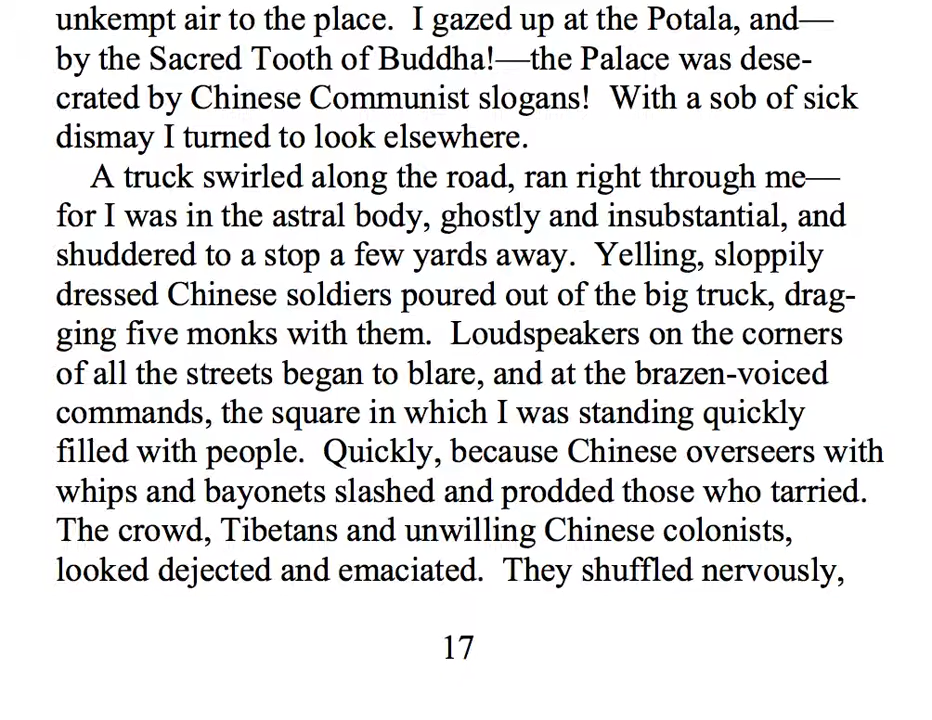 unkempt air to the place.  I gazed up at the Potala, and—
by the Sacred Tooth of Buddha!—the Palace was dese-
crated by Chinese Communist slogans!  With a sob of sick
dismay I turned to look elsewhere.
A truck swirled along the road, ran right through me—
for I was in the astral body, ghostly and insubstantial, and
shuddered to a stop a few yards away.  Yelling, sloppily
dressed Chinese soldiers poured out of the big truck, drag-
ging five monks with them.  Loudspeakers on the corners
of all the streets began to blare, and at the brazen-voiced
commands, the square in which I was standing quickly
filled with people.  Quickly, because Chinese overseers with
whips and bayonets slashed and prodded those who tarried.
The crowd, Tibetans and unwilling Chinese colonists,
looked dejected and emaciated.  They shuffled nervously,
17